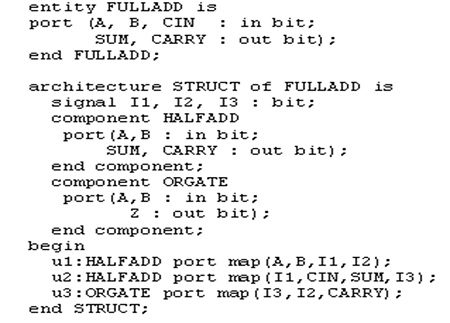 entity FULLADD is
port (A, B, CIN  : in bit;
      SUM, CARRY : out bit);
end FULLADD;

architecture STRUCT of FULLADD is
  signal I1, I2, I3 : bit;
  component HALFADD
   port(A,B : in bit;
       SUM, CARRY : out bit);
  end component;
  component ORGATE
   port(A,B : in bit;
         Z : out bit);
  end component;
begin
  u1:HALFADD port map(A,B,I1,I2);
  u2:HALFADD port map(I1,CIN,SUM,I3);
  u3:ORGATE port map(I3,I2,CARRY);
end STRUCT;